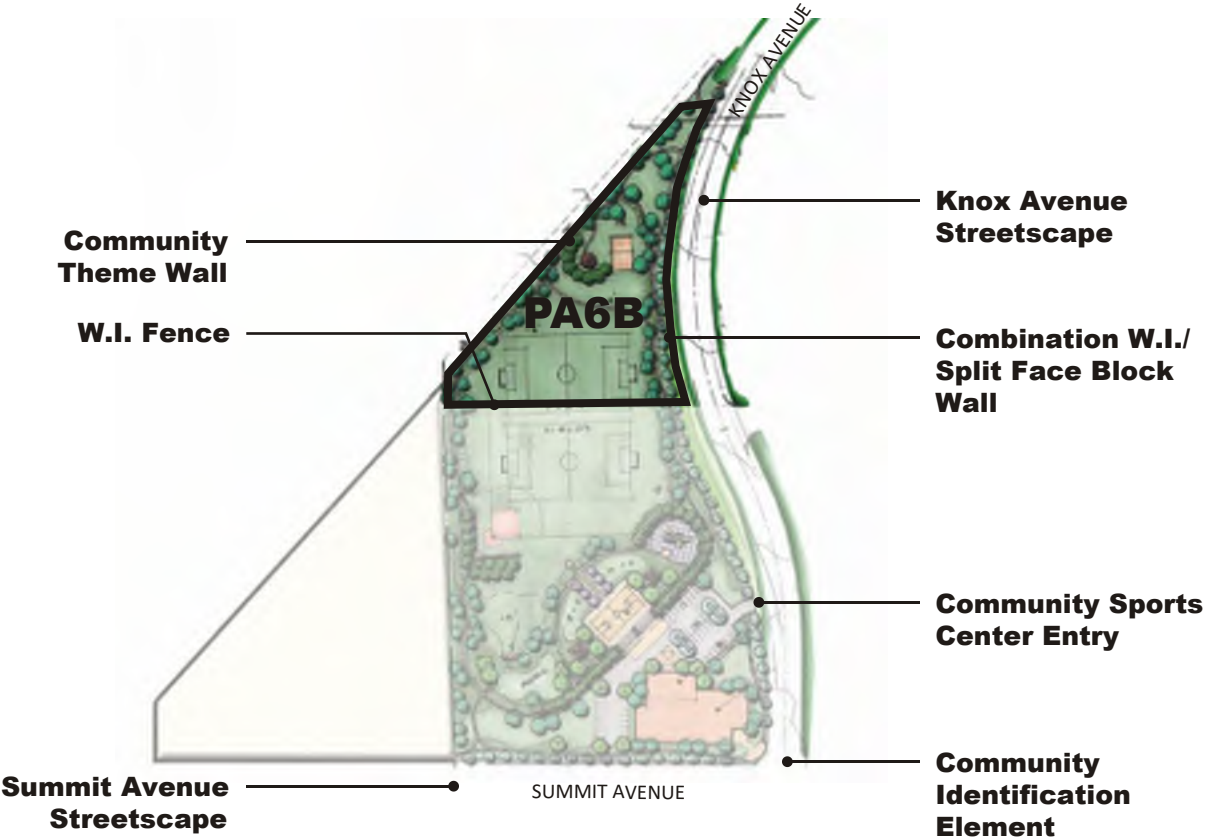 KNOX AVENUE
Knox Avenue
Streetscape
Community
Theme Wall
PA6B
W.I. Fence
Combination W.I./
Split Face Block
Wall
Community Sports
Center Entry
Summit Avenue
Streetscape
SUMMIT AVENUE
Community
Identification
Element